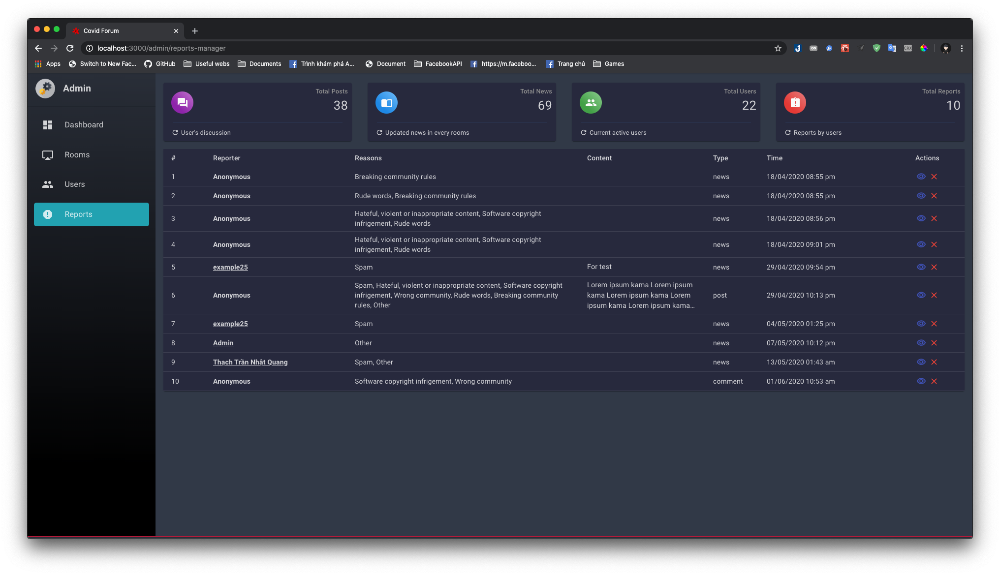 Covid Forum
localhost:3000/admin/reports-manager
Apps
Switch to New Fac...
GitHub
Useful webs
Documents
Trình khám phá A...
Document
FacebookAPI
https://m.faceboo...
Trang chủ
Games
Admin
Dashboard
Rooms
Users
Reports
Total Posts
38
User's discussion
Total News
69
Updated news in every rooms
Total Users
22
Current active users
Total Reports
10
Reports by users
# Reporter Reasons Content Type Time Actions
1 Anonymous Breaking community rules news 18/04/2020 08:55 pm
2 Anonymous Rude words, Breaking community rules news 18/04/2020 08:55 pm
3 Anonymous Hateful, violent or inappropriate content, Software copyright
infrigement, Rude words news 18/04/2020 08:56 pm
4 Anonymous Hateful, violent or inappropriate content, Software copyright
infrigement, Rude words news 18/04/2020 09:01 pm
5 example25 Spam For test news 29/04/2020 09:54 pm
6 Anonymous Spam, Hateful, violent or inappropriate content, Software copyright
infrigement, Wrong community, Rude words, Breaking community
rules, Other
Lorem ipsum kama Lorem ipsum
kama Lorem ipsum kama Lorem
ipsum kama Lorem ipsum kama...
post 29/04/2020 10:13 pm
7 example25 Spam news 04/05/2020 01:25 pm
8 Admin Other news 07/05/2020 10:12 pm
9 Thạch Trần Nhật Quang Spam, Other news 13/05/2020 01:43 am
10 Anonymous Software copyright infrigement, Wrong community comment 01/06/2020 10:53 am